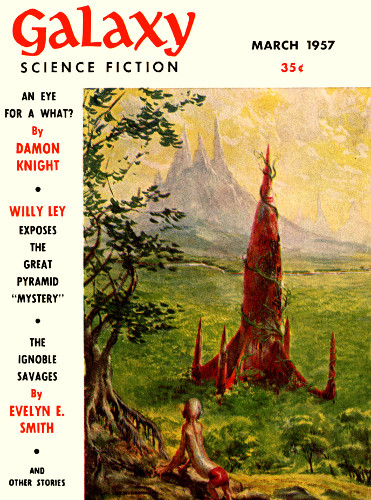 Galaxy
SCIENCE FICTION
MARCH 1957
35¢
AN EYE
FOR A WHAT?
By
DAMON
KNIGHT
•
WILLY LEY
EXPOSES
THE
GREAT
PYRAMID
"MYSTERY"
•
THE
IGNOBLE
SAVAGES
By
EVELYN E.
SMITH
•
AND
OTHER STORIES